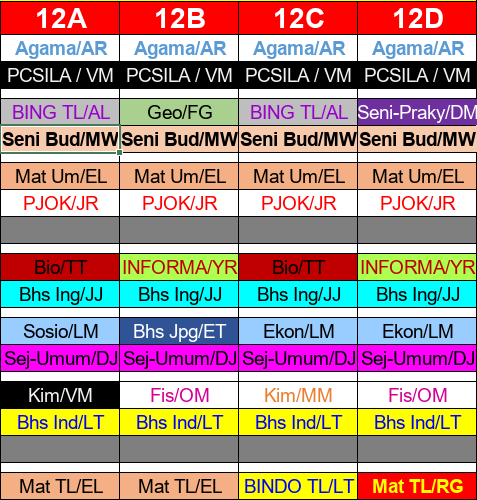 12A 12B 12C 12D
Agama/AR Agama/AR Agama/AR Agama/AR
PCSILA / VM PCSILA / VM PCSILA / VM PCSILA / VM
BING TL/AL Geo/FG BING TL/AL Seni-Praky/DM
Seni Bud/MW Seni Bud/MW Seni Bud/MW Seni Bud/MW
Mat Um/EL Mat Um/EL Mat Um/EL Mat Um/EL
PJOK/JR PJOK/JR PJOK/JR PJOK/JR
Bio/TT INFORMA/YR Bio/TT INFORMA/YR
Bhs Ing/JJ Bhs Ing/JJ Bhs Ing/JJ Bhs Ing/JJ
Sosio/LM Bhs Jpg/ET Ekon/LM Ekon/LM
Sej-Umum/DJ Sej-Umum/DJ Sej-Umum/DJ Sej-Umum/DJ
Kim/VM Fis/OM Kim/MM Fis/OM
Bhs Ind/LT Bhs Ind/LT Bhs Ind/LT Bhs Ind/LT
Mat TL/EL Mat TL/EL BINDO TL/LT Mat TL/RG